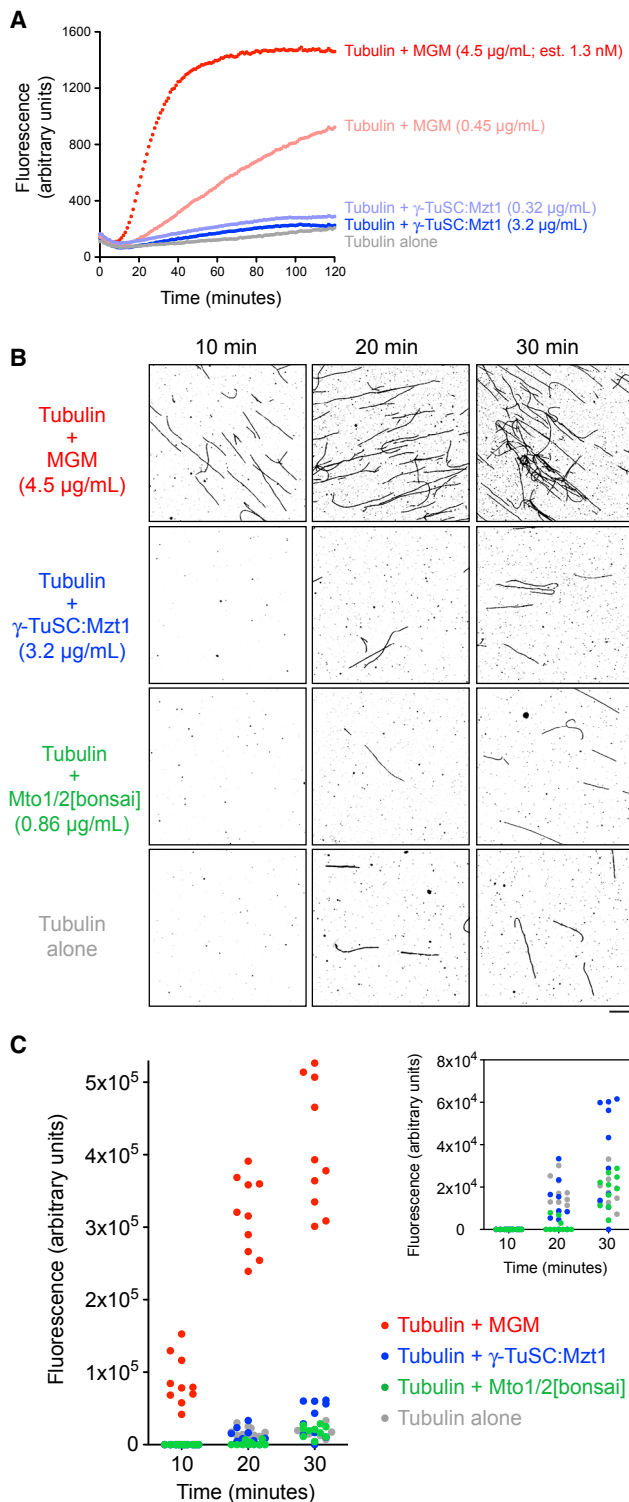 A
Fluorescence
(arbitrary units)
1600
1200
800
400
0
0 20 40 60 80 100 120
Time (minutes)
Tubulin + MGM (4.5 µg/mL; est. 1.3 nM)
Tubulin + MGM (0.45 µg/mL)
Tubulin + γ-TuSC:Mzt1 (0.32 µg/mL)
Tubulin + γ-TuSC:Mzt1 (3.2 µg/mL)
Tubulin alone
B
10 min 20 min 30 min
Tubulin
+
MGM
(4.5 µg/mL)
Tubulin
+
γ-TuSC:Mzt1
(3.2 µg/mL)
Tubulin
+
Mto1/2[bonsai]
(0.86 µg/mL)
Tubulin
alone
C
Fluorescence (arbitrary units)
5x10⁵
4x10⁵
3x10⁵
2x10⁵
1x10⁵
0
10 20 30
Time (minutes)
Fluorescence (arbitrary units)
8x10⁴
6x10⁴
4x10⁴
2x10⁴
0
10 20 30
Time (minutes)
Tubulin + MGM
Tubulin + γ-TuSC:Mzt1
Tubulin + Mto1/2[bonsai]
Tubulin alone